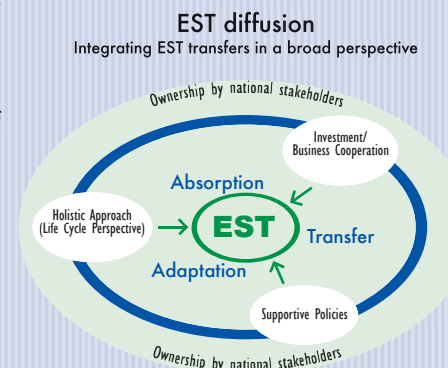 EST diffusion
Integrating EST transfers in a broad perspective
Ownership by national stakeholders
Investment/
Business Cooperation
Absorption
Holistic Approach
(Life Cycle Perspective)
EST
Transfer
Adaptation
Supportive Policies
Ownership by national stakeholders